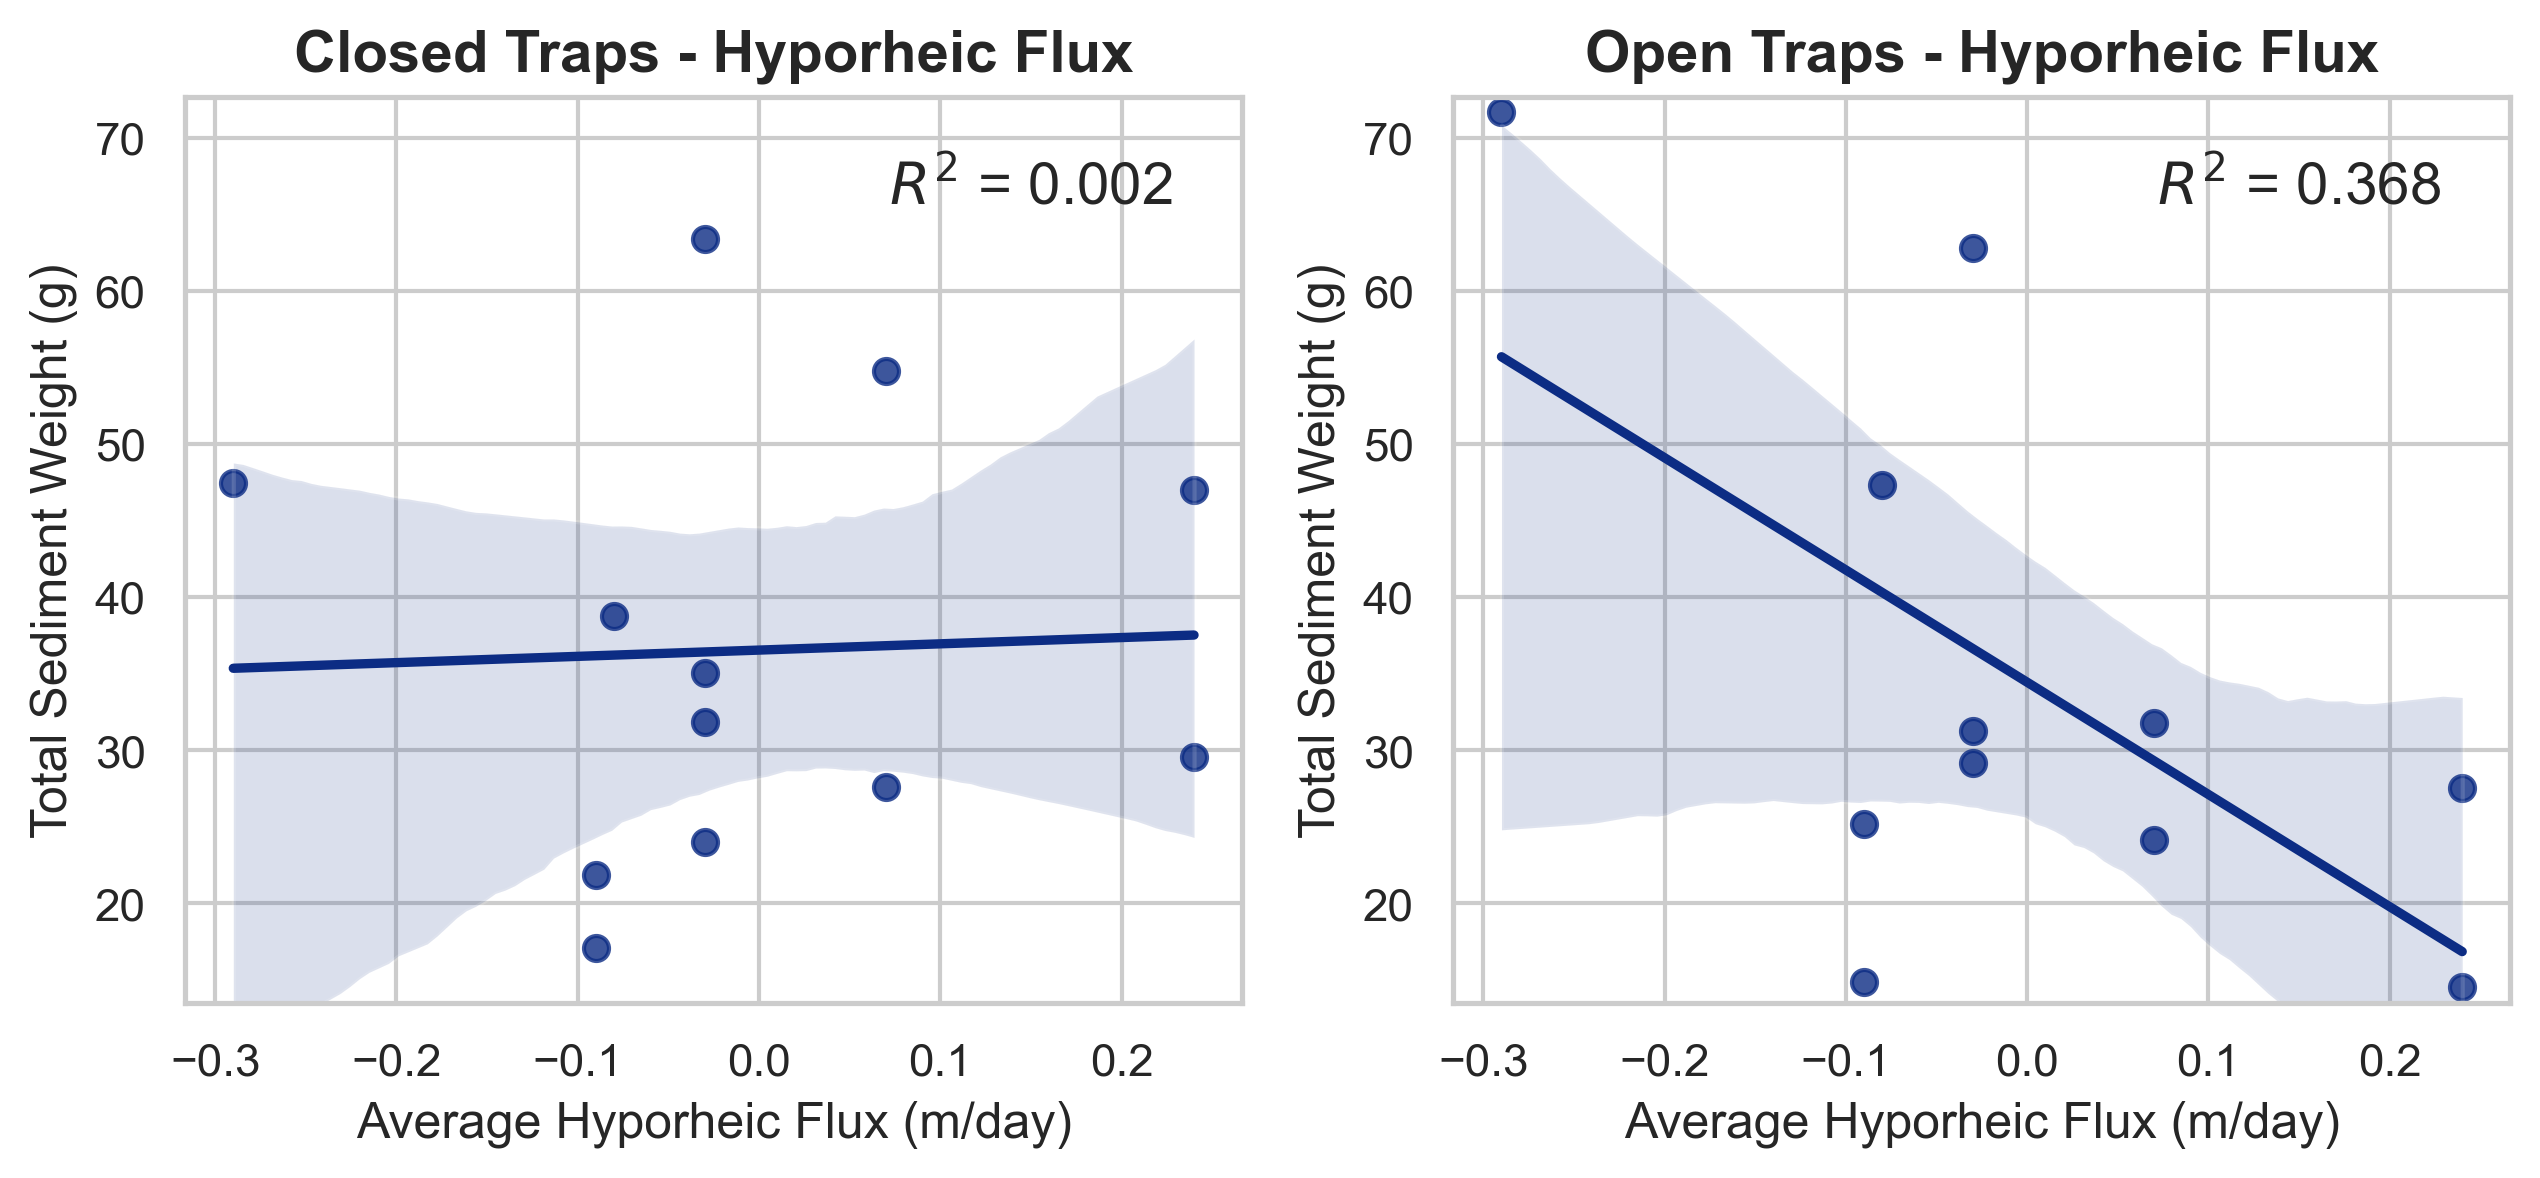 Closed Traps - Hyporheic Flux
R² = 0.002
Total Sediment Weight (g)
70
60
50
40
30
20
−0.3 −0.2 −0.1 0.0 0.1 0.2
Average Hyporheic Flux (m/day)
Open Traps - Hyporheic Flux
R² = 0.368
Total Sediment Weight (g)
70
60
50
40
30
20
−0.3 −0.2 −0.1 0.0 0.1 0.2
Average Hyporheic Flux (m/day)